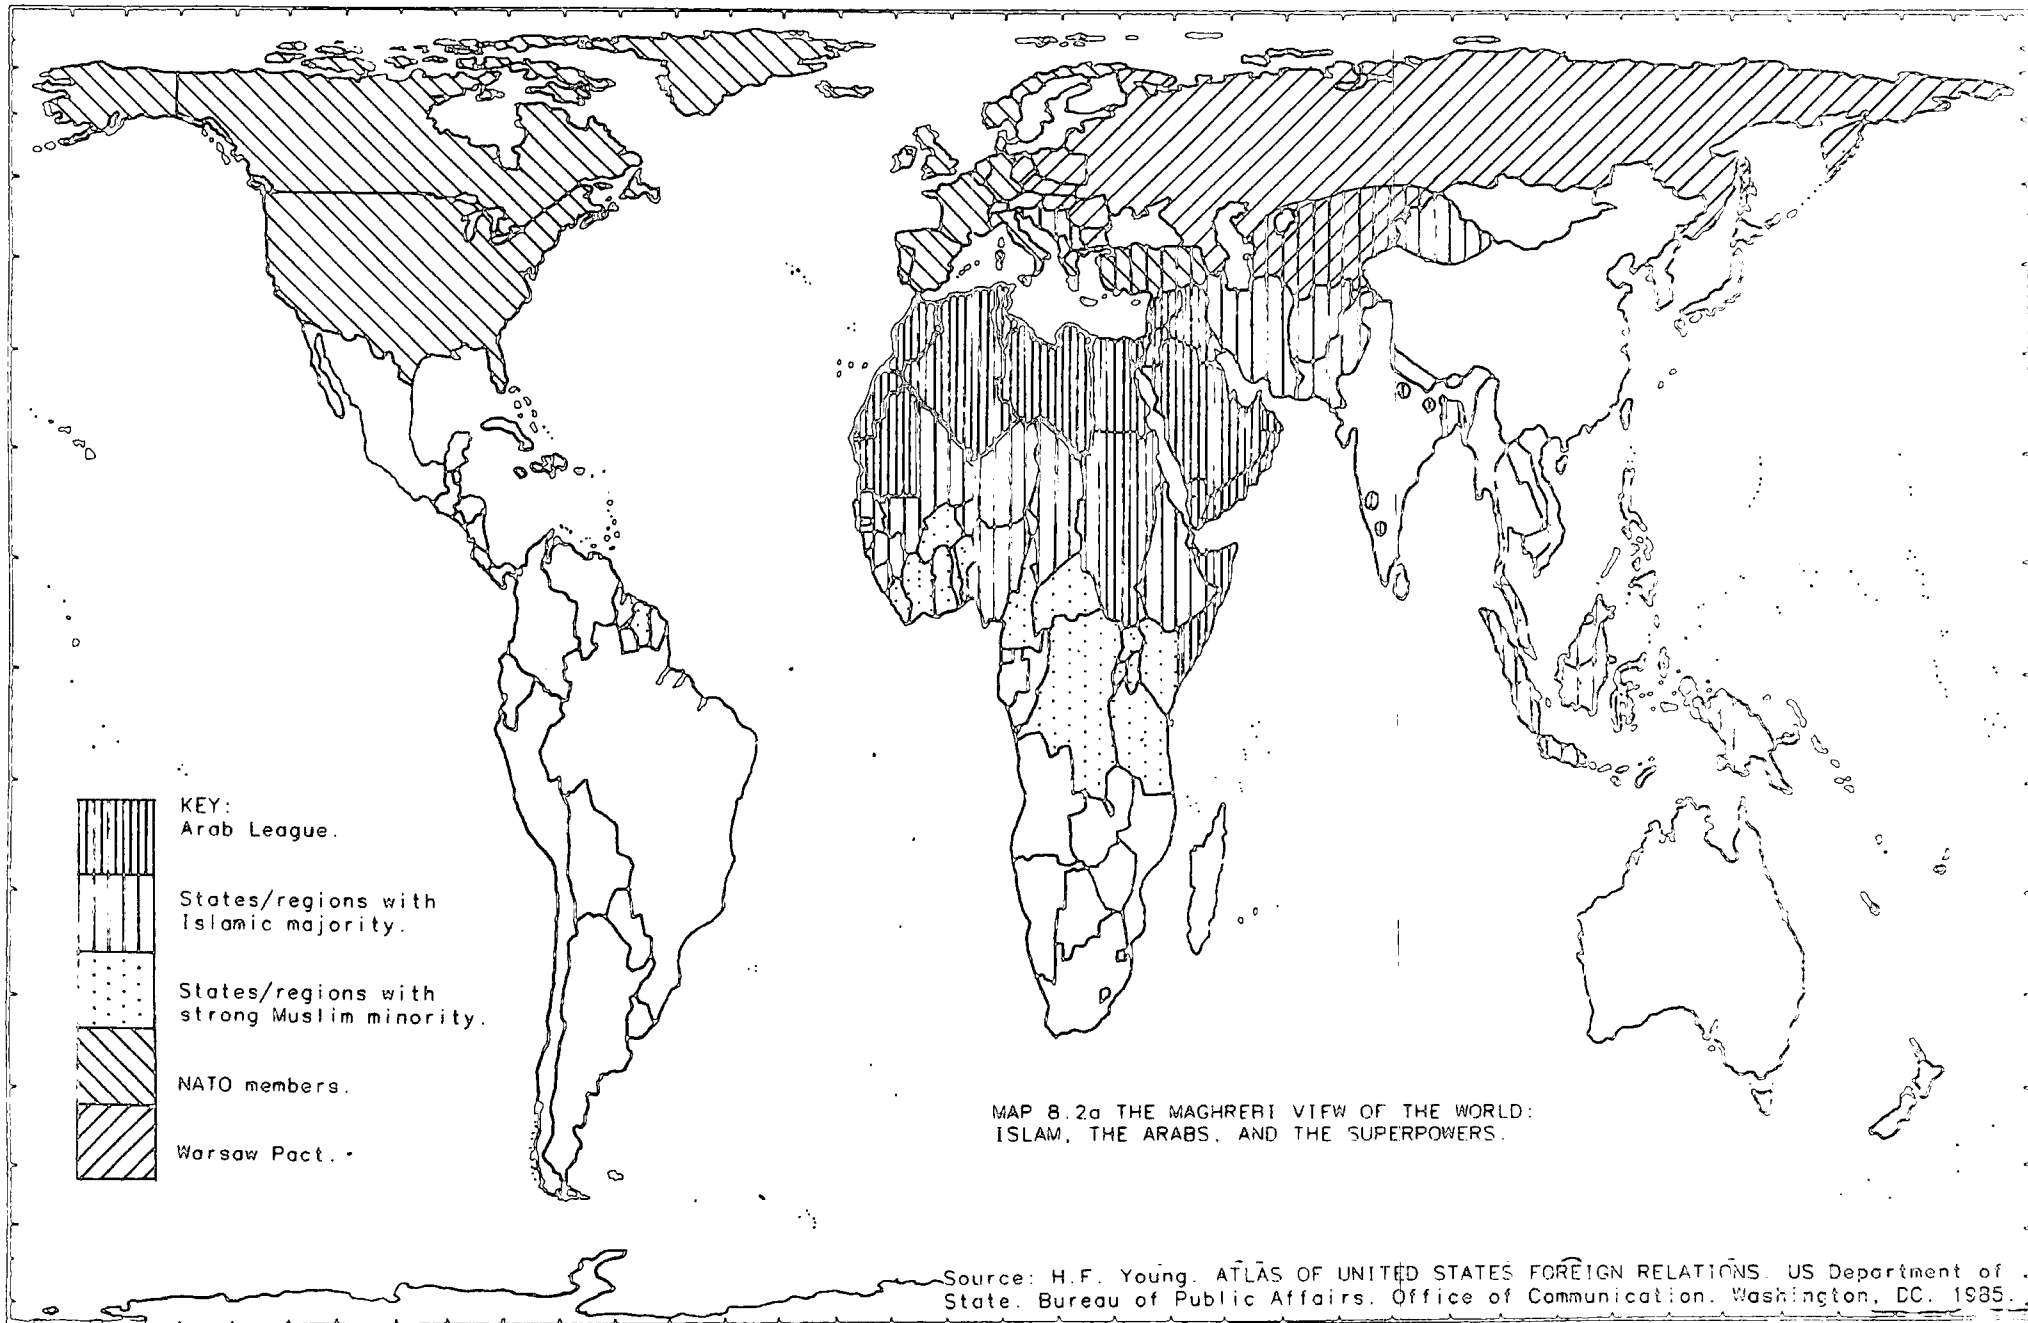 KEY:
Arab League.
States/regions with
Islamic majority.
States/regions with
strong Muslim minority.
NATO members.
Warsaw Pact.
MAP 8.2a THE MAGHREBI VIEW OF THE WORLD:
ISLAM, THE ARABS, AND THE SUPERPOWERS.
Source: H.F. Young. ATLAS OF UNITED STATES FOREIGN RELATIONS. US Department of
State. Bureau of Public Affairs. Office of Communication. Washington, DC. 1985.